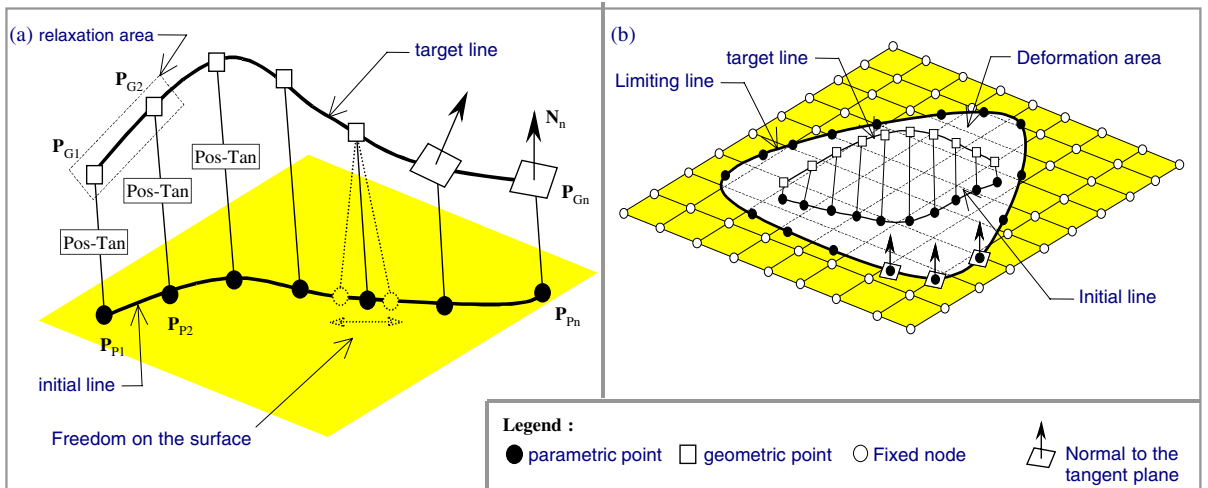 (a)
relaxation area
target line
P_G2
P_G1
N_n
P_Gn
Pos-Tan
Pos-Tan
Pos-Tan
P_P2
P_P1
P_Pn
initial line
Freedom on the surface
(b)
target line
Deformation area
Limiting line
Initial line
Legend :
parametric point
geometric point
Fixed node
Normal to the
tangent plane